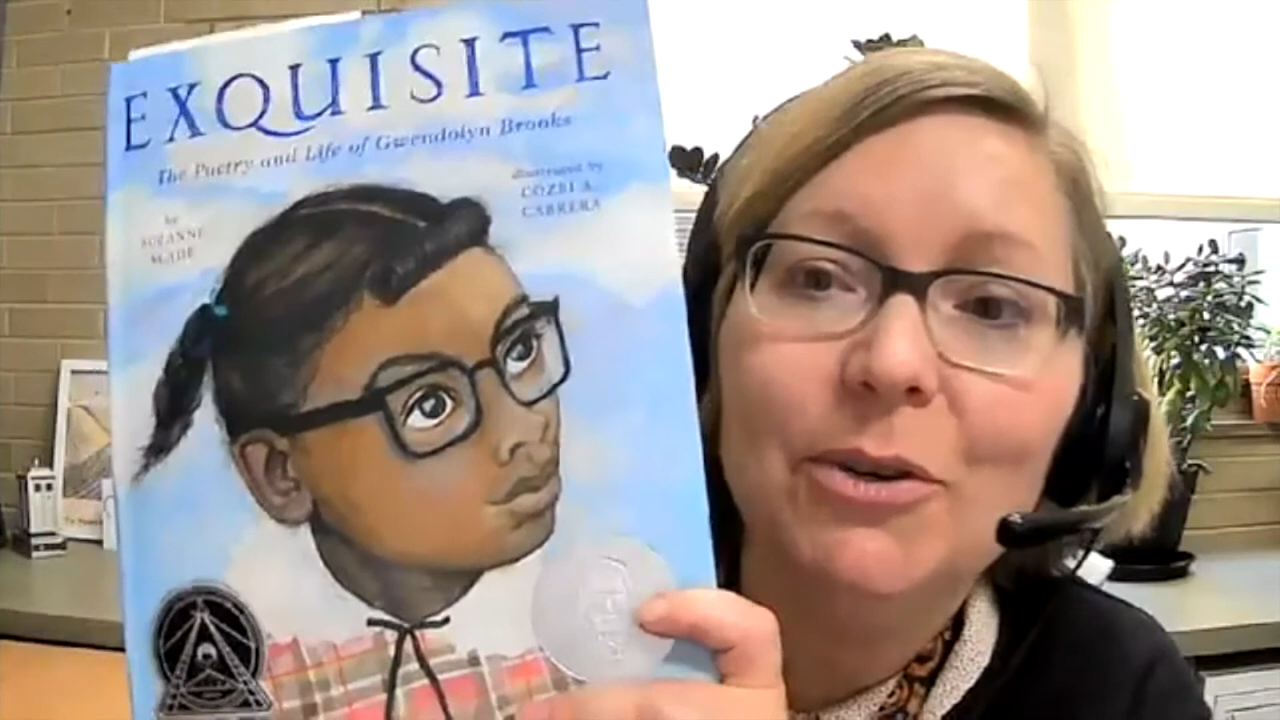 EXQUISITE
The Poetry and Life of Gwendolyn Brooks
illustrated by
COZBI A.
CABRERA
by
SUZANNE
SLADE